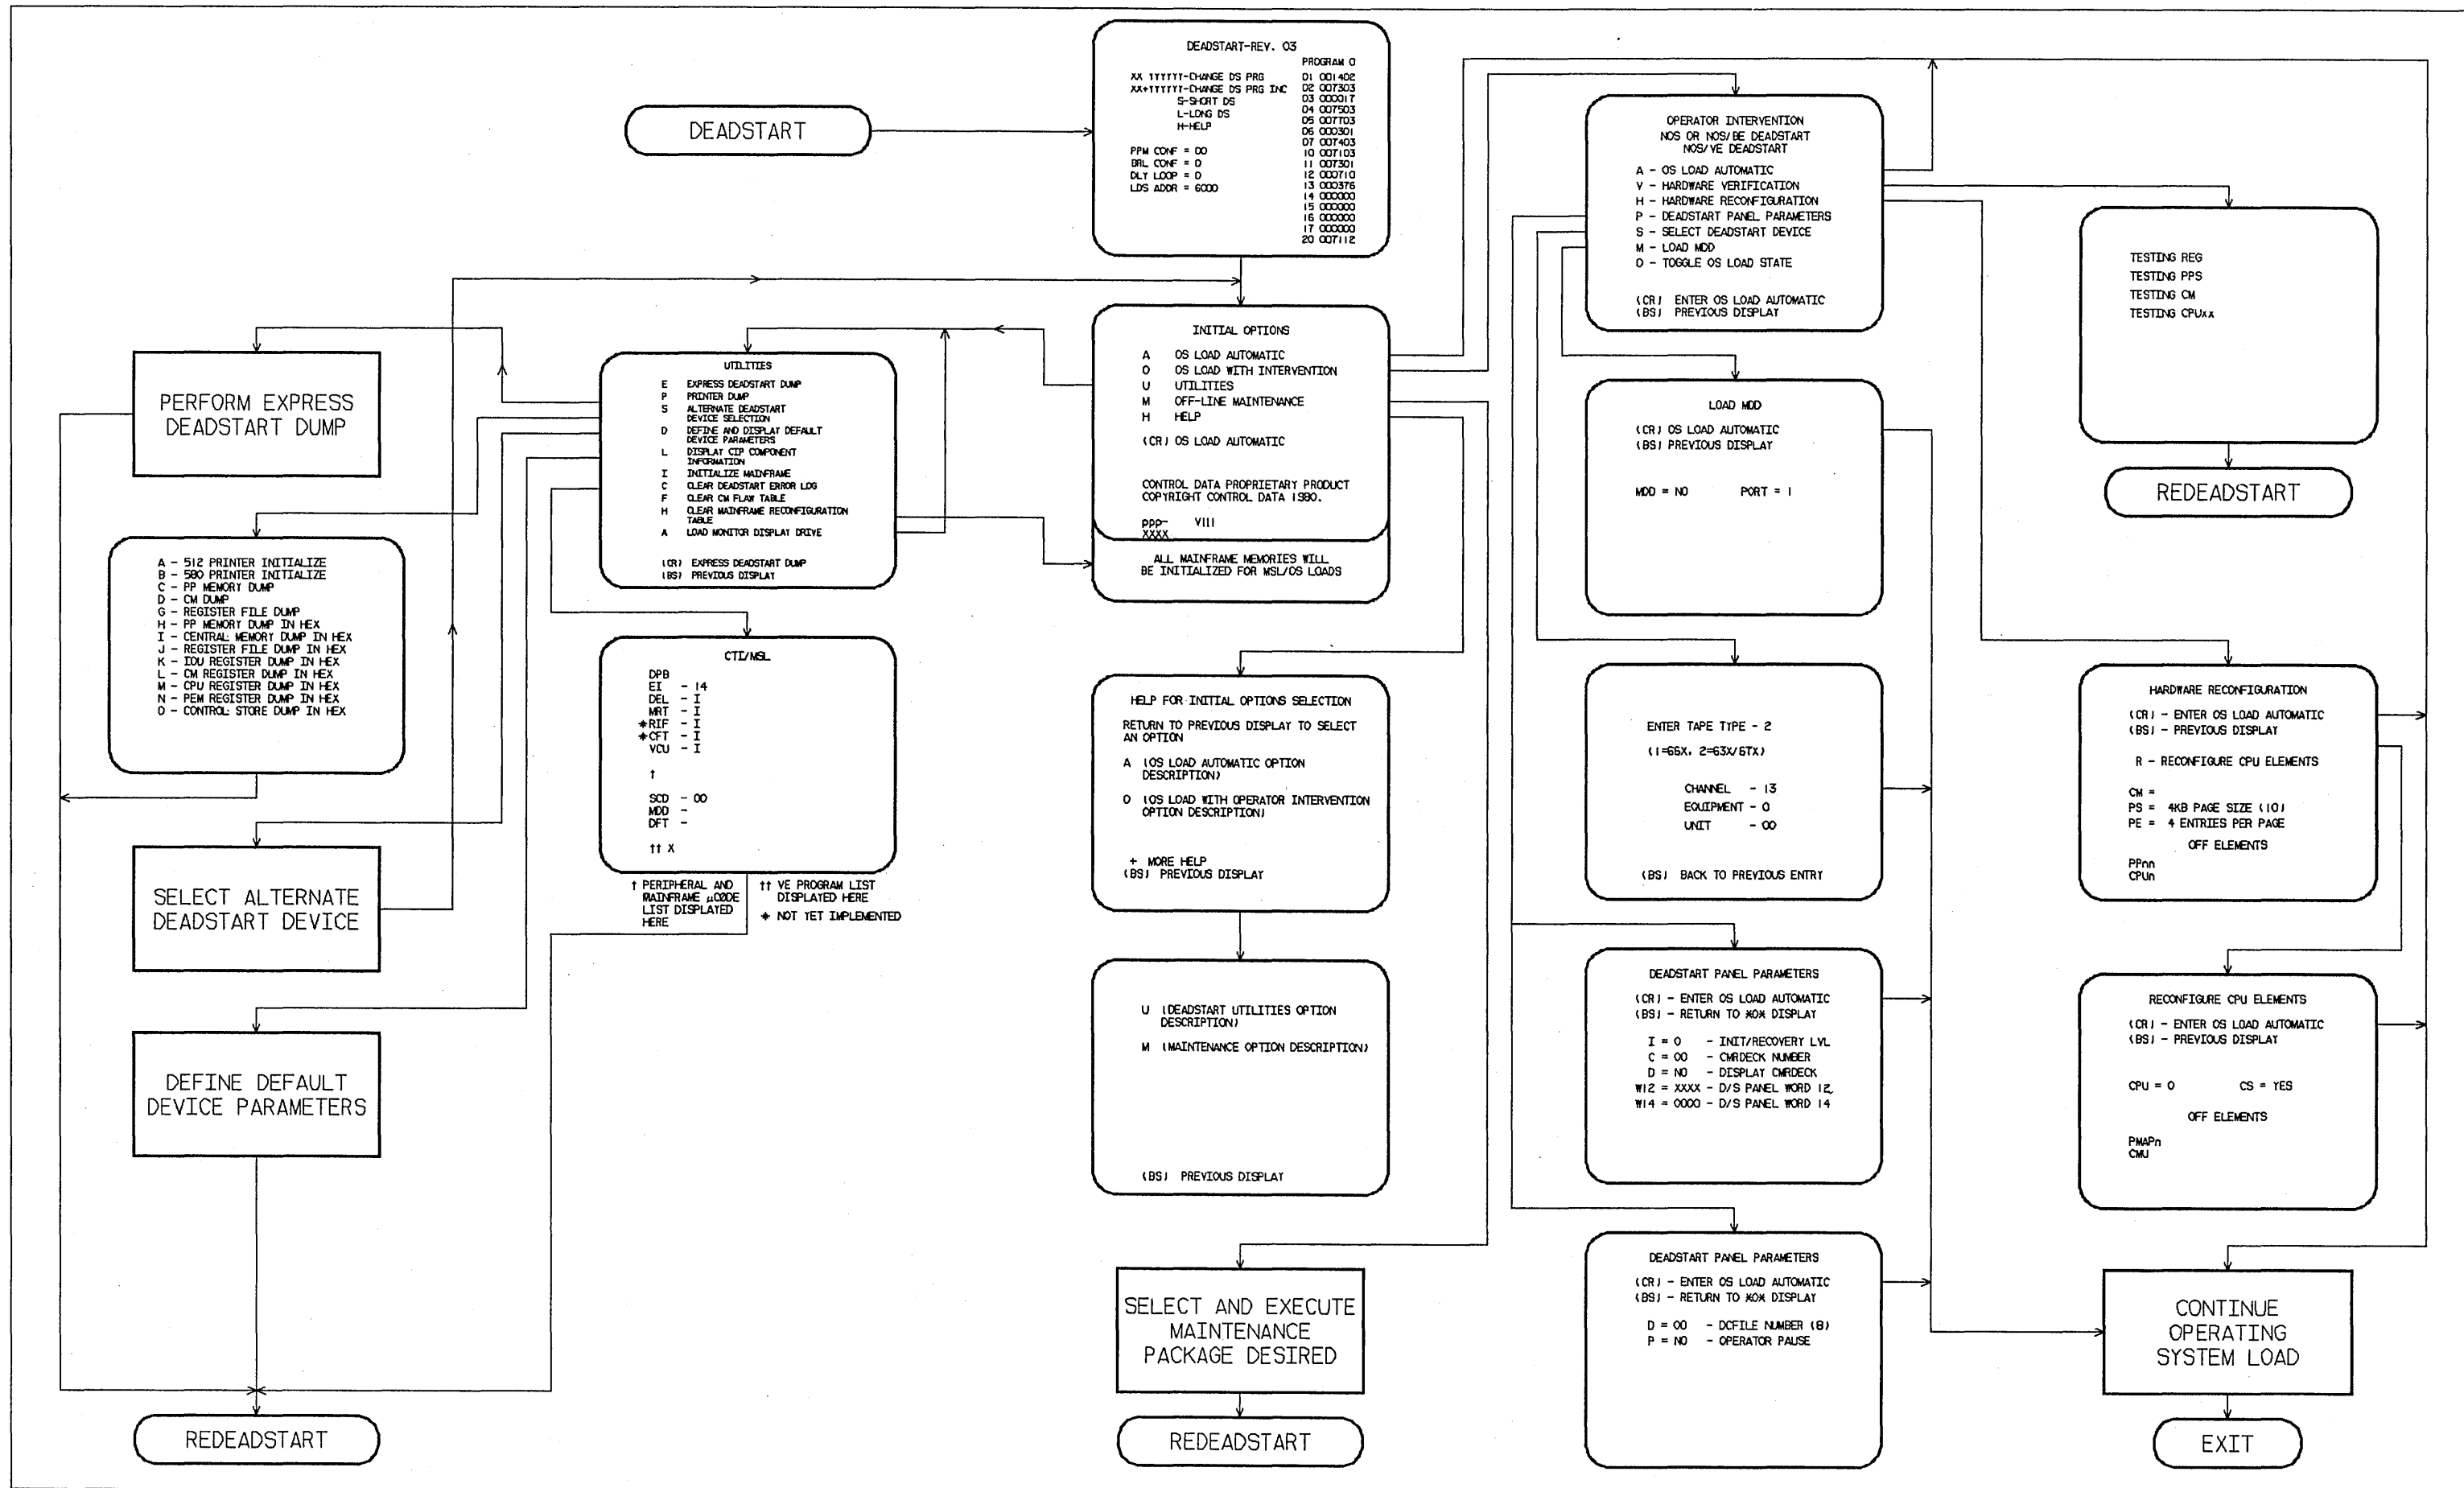 DEADSTART
DEADSTART-REV. 03
PROGRAM 0
XX YYYYYY-CHANGE DS PRG
XX+YYYYYY-CHANGE DS PRG INC
S-SHORT DS
L-LONG DS
H-HELP
PPM CONF = 00
BRL CONF = 0
DLY LOOP = 0
LDS ADDR = 6000
01 001402
02 007303
03 000017
04 007503
05 007703
06 000301
07 007403
10 007103
11 007301
12 000710
13 000376
14 000000
15 000000
16 000000
17 000000
20 007112
INITIAL OPTIONS
A OS LOAD AUTOMATIC
O OS LOAD WITH INTERVENTION
U UTILITIES
M OFF-LINE MAINTENANCE
H HELP
(CR) OS LOAD AUTOMATIC
CONTROL DATA PROPRIETARY PRODUCT
COPYRIGHT CONTROL DATA 1980.
ppp- VIII
XXXX
ALL MAINFRAME MEMORIES WILL
BE INITIALIZED FOR MSL/OS LOADS
UTILITIES
E EXPRESS DEADSTART DUMP
P PRINTER DUMP
S ALTERNATE DEADSTART
DEVICE SELECTION
D DEFINE AND DISPLAY DEFAULT
DEVICE PARAMETERS
L DISPLAY CIP COMPONENT
INFORMATION
I INITIALIZE MAINFRAME
C CLEAR DEADSTART ERROR LOG
F CLEAR CM FLAW TABLE
H CLEAR MAINFRAME RECONFIGURATION
TABLE
A LOAD MONITOR DISPLAY DRIVE
(CR) EXPRESS DEADSTART DUMP
(BS) PREVIOUS DISPLAY
PERFORM EXPRESS
DEADSTART DUMP
A - 512 PRINTER INITIALIZE
B - 580 PRINTER INITIALIZE
C - PP MEMORY DUMP
D - CM DUMP
G - REGISTER FILE DUMP
H - PP MEMORY DUMP IN HEX
I - CENTRAL MEMORY DUMP IN HEX
J - REGISTER FILE DUMP IN HEX
K - IOU REGISTER DUMP IN HEX
L - CM REGISTER DUMP IN HEX
M - CPU REGISTER DUMP IN HEX
N - PEM REGISTER DUMP IN HEX
O - CONTROL STORE DUMP IN HEX
SELECT ALTERNATE
DEADSTART DEVICE
DEFINE DEFAULT
DEVICE PARAMETERS
REDEADSTART
CTI/MSL
DPB
EI - 14
DEL - I
MRT - I
*RIF - I
*CFT - I
VCU - I
†
SCD - 00
MDD -
DFT -
†† X
† PERIPHERAL AND
MAINFRAME µCODE
LIST DISPLAYED
HERE
†† VE PROGRAM LIST
DISPLAYED HERE
* NOT YET IMPLEMENTED
HELP FOR INITIAL OPTIONS SELECTION
RETURN TO PREVIOUS DISPLAY TO SELECT
AN OPTION
A (OS LOAD AUTOMATIC OPTION
DESCRIPTION)
O (OS LOAD WITH OPERATOR INTERVENTION
OPTION DESCRIPTION)
+ MORE HELP
(BS) PREVIOUS DISPLAY
U (DEADSTART UTILITIES OPTION
DESCRIPTION)
M (MAINTENANCE OPTION DESCRIPTION)
(BS) PREVIOUS DISPLAY
SELECT AND EXECUTE
MAINTENANCE
PACKAGE DESIRED
REDEADSTART
OPERATOR INTERVENTION
NOS OR NOS/BE DEADSTART
NOS/VE DEADSTART
A - OS LOAD AUTOMATIC
V - HARDWARE VERIFICATION
H - HARDWARE RECONFIGURATION
P - DEADSTART PANEL PARAMETERS
S - SELECT DEADSTART DEVICE
M - LOAD MDD
O - TOGGLE OS LOAD STATE
(CR) ENTER OS LOAD AUTOMATIC
(BS) PREVIOUS DISPLAY
LOAD MDD
(CR) OS LOAD AUTOMATIC
(BS) PREVIOUS DISPLAY
MDD = NO PORT = 1
ENTER TAPE TYPE - 2
(1=66X, 2=63X/67X)
CHANNEL - 13
EQUIPMENT - 0
UNIT - 00
(BS) BACK TO PREVIOUS ENTRY
DEADSTART PANEL PARAMETERS
(CR) - ENTER OS LOAD AUTOMATIC
(BS) - RETURN TO *O* DISPLAY
I = 0 - INIT/RECOVERY LVL
C = 00 - CMRDECK NUMBER
D = NO - DISPLAY CMRDECK
W12 = XXXX - D/S PANEL WORD 12
W14 = 0000 - D/S PANEL WORD 14
DEADSTART PANEL PARAMETERS
(CR) - ENTER OS LOAD AUTOMATIC
(BS) - RETURN TO *O* DISPLAY
D = 00 - DCFILE NUMBER (8)
P = NO - OPERATOR PAUSE
TESTING REG
TESTING PPS
TESTING CM
TESTING CPUxx
REDEADSTART
HARDWARE RECONFIGURATION
(CR) - ENTER OS LOAD AUTOMATIC
(BS) - PREVIOUS DISPLAY
R - RECONFIGURE CPU ELEMENTS
CM =
PS = 4KB PAGE SIZE (10)
PE = 4 ENTRIES PER PAGE
OFF ELEMENTS
PPnn
CPUn
RECONFIGURE CPU ELEMENTS
(CR) - ENTER OS LOAD AUTOMATIC
(BS) - PREVIOUS DISPLAY
CPU = 0 CS = YES
OFF ELEMENTS
PMAPn
CMU
CONTINUE
OPERATING
SYSTEM LOAD
EXIT